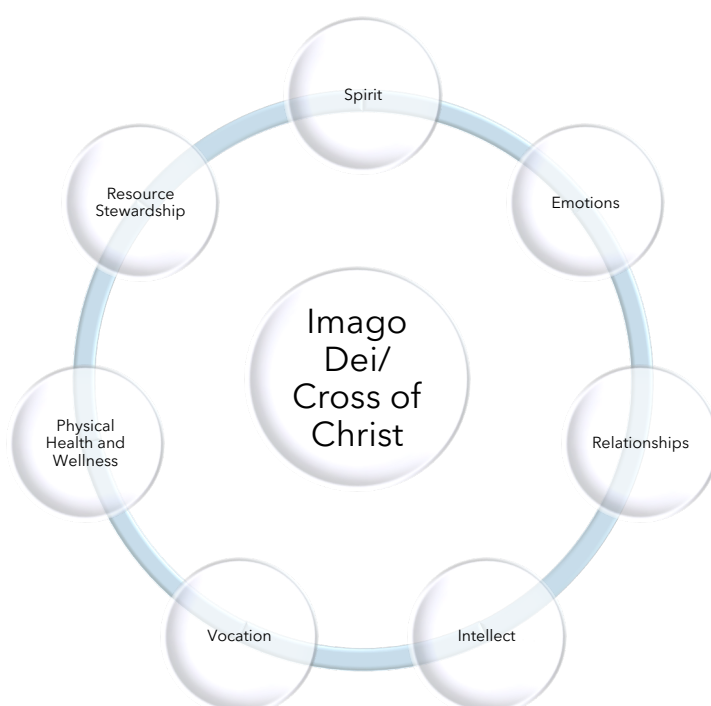 Spirit
Emotions
Relationships
Intellect
Vocation
Physical
Health and
Wellness
Resource
Stewardship
Imago
Dei/
Cross of
Christ